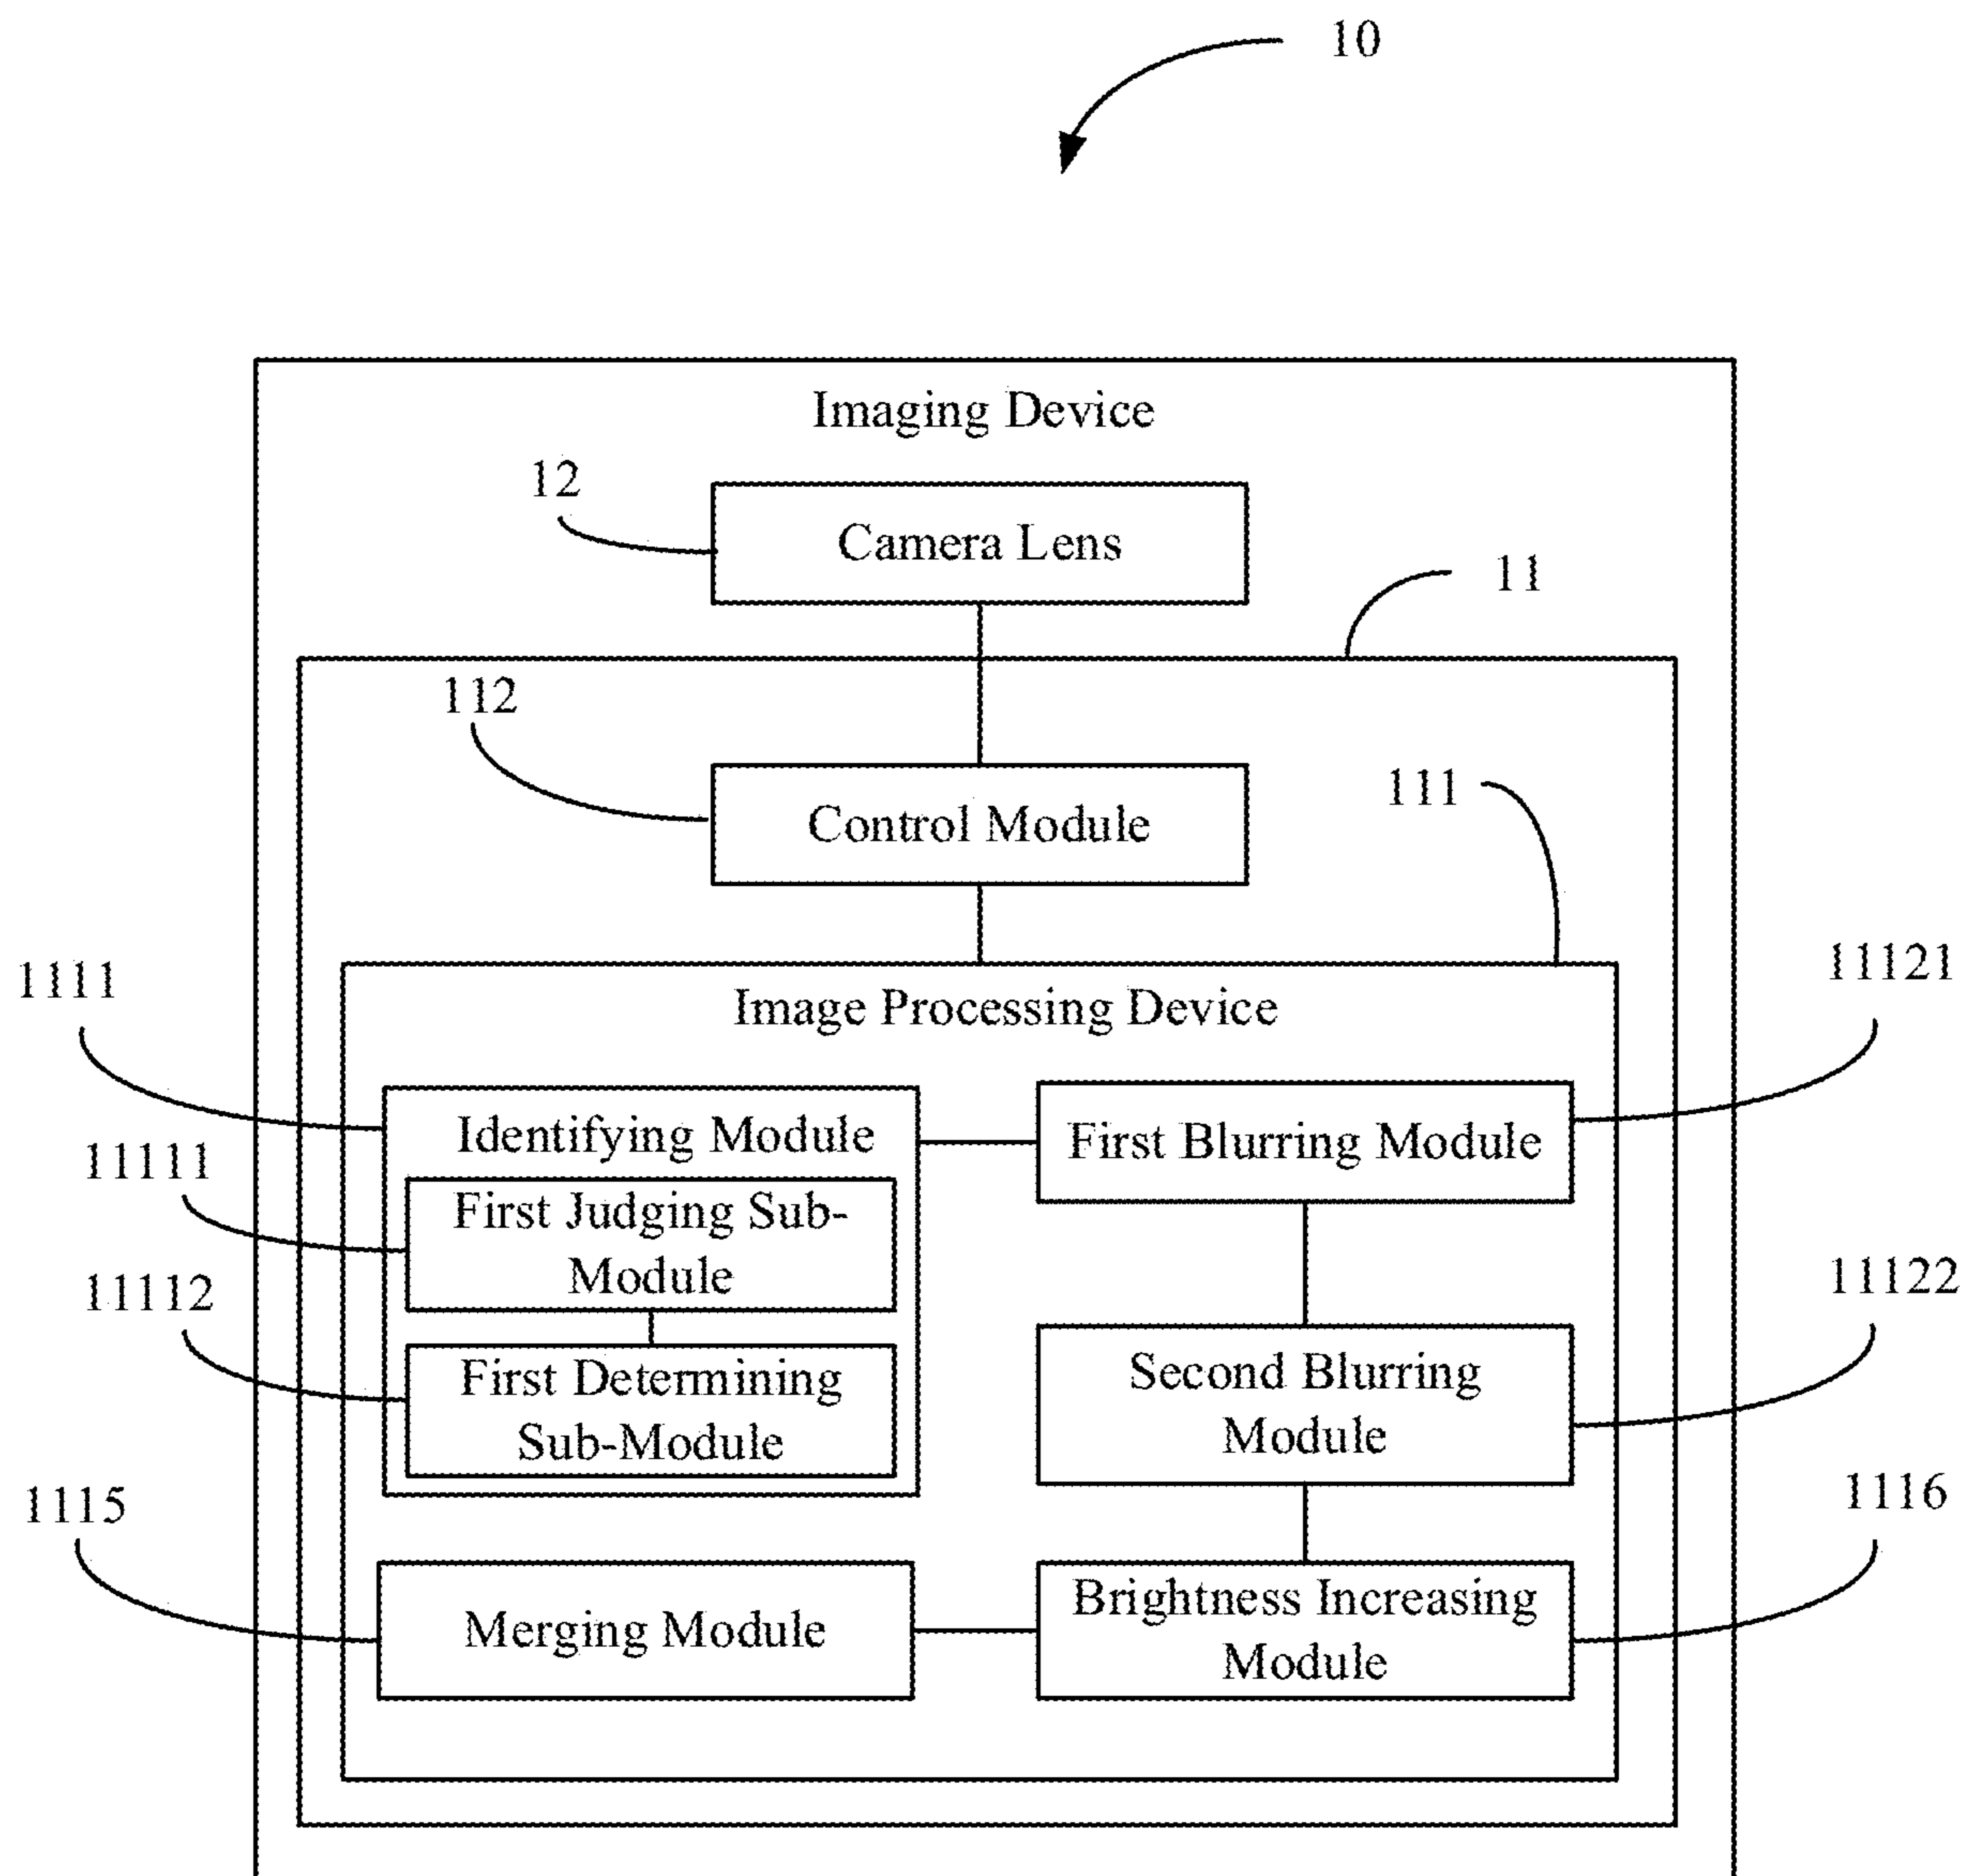 10
Imaging Device
12
Camera Lens
11
112
Control Module
111
1111
Image Processing Device
11121
Identifying Module
First Blurring Module
11111
First Judging Sub-
Module
11112
First Determining
Sub-Module
Second Blurring
Module
11122
1115
Merging Module
Brightness Increasing
Module
1116